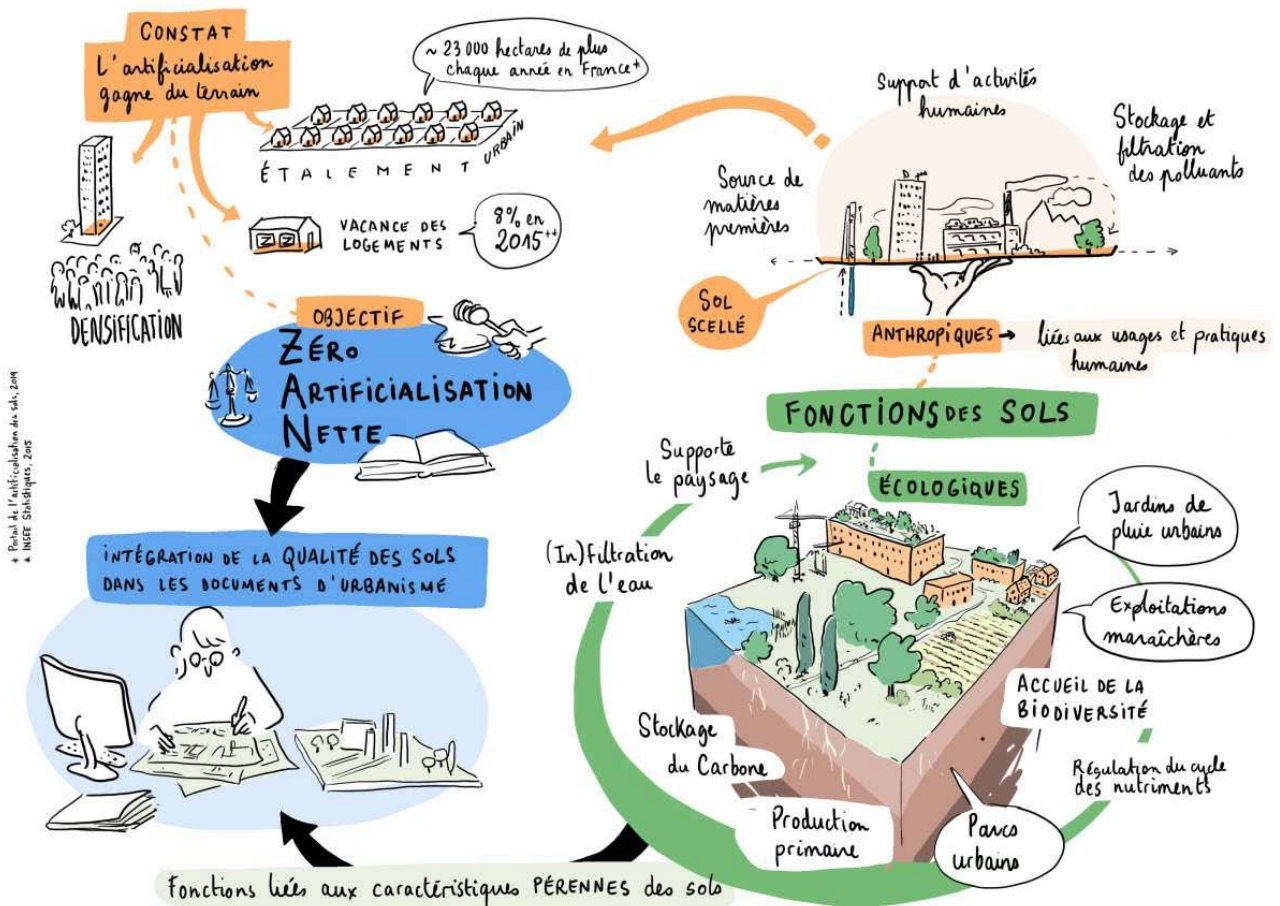 CONSTAT
L'artificialisation
gagne du terrain
~ 23 000 hectares de plus
chaque année en France+
ÉTALEMENT URBAIN
VACANCE DES
LOGEMENTS
8% en
2015++
DENSIFICATION
OBJECTIF
ZÉRO
ARTIFICIALISATION
NETTE
INTÉGRATION DE LA QUALITÉ DES SOLS
DANS LES DOCUMENTS D'URBANISME
+ Portail de l'artificialisation des sols, 2019
INSEE Statistiques, 2015
Support d'activités
humaines
Stockage et
filtration
des polluants
Source de
matières
premières
SOL
SCELLÉ
ANTHROPIQUES → liées aux usages et pratiques
humaines
FONCTIONS DES SOLS
ÉCOLOGIQUES
Supporte
le paysage
(In)Filtration
de l'eau
Jardins de
pluie urbains
Exploitations
maraîchères
ACCUEIL DE LA
BIODIVERSITÉ
Régulation du cycle
des nutriments
Stockage
du Carbone
Production
primaire
Parcs
urbains
Fonctions liées aux caractéristiques PÉRENNES des sols